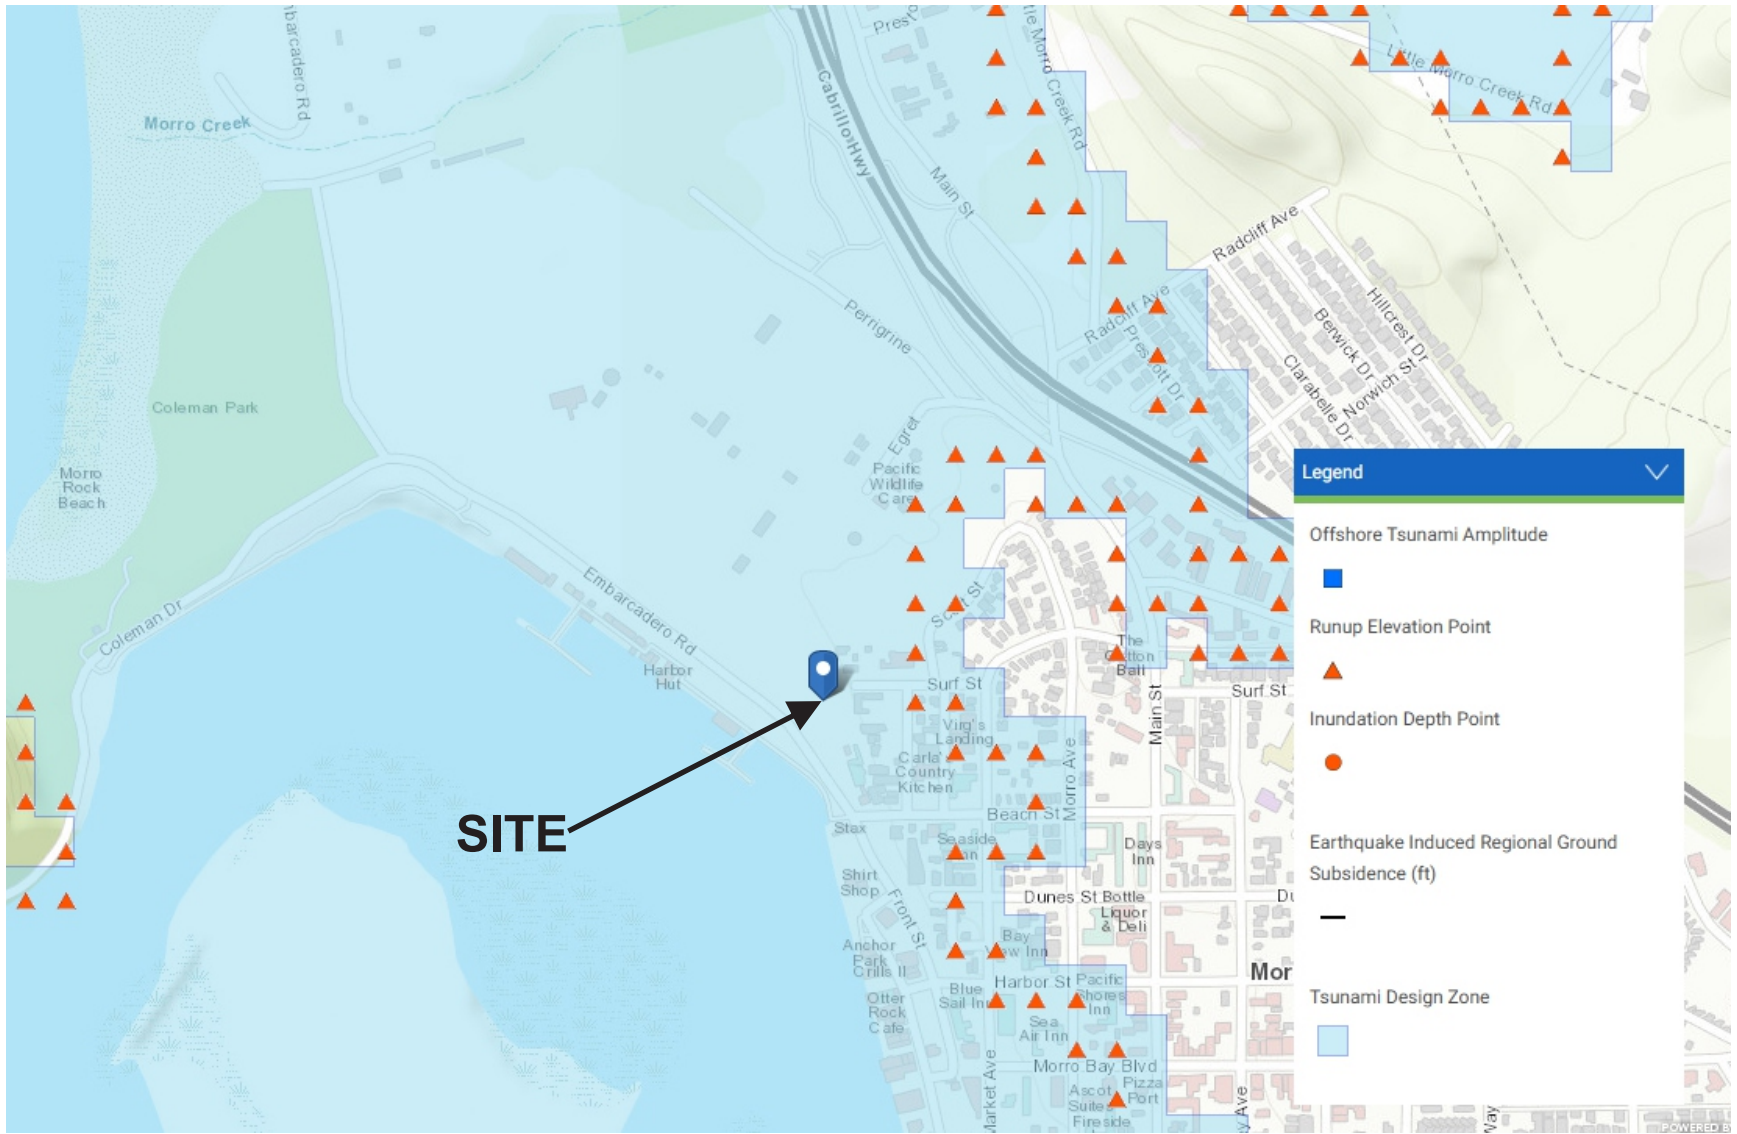 Embarcadero Rd
Morro Creek
Cabrillo Hwy
Little Morro Creek Rd
Main St
Little Morro Creek Rd
Radcliff Ave
Radcliff Ave
Prescott Dr
Hillcrest Dr
Berwick Dr
Norwich St
Clarabelle Dr
Perrigrine
Egret
Coleman Park
Morro
Rock
Beach
Pacific
Wildlife
Care
Coleman Dr
Embarcadero Rd
Harbor
Hut
Scott St
The
Cotton
Ball
Surf St
Surf St
Main St
Virg's
Landing
Carla's
Country
Kitchen
Morro Ave
Beach St
SITE
Stax
Seaside
Inn
Days
Inn
Shirt
Shop
Front St
Dunes St
Bottle
Liquor
& Deli
Anchor
Park
Grills II
Bay
View Inn
Harbor St
Pacific
Shores
Inn
Blue
Sail Inn
Otter
Rock
Cafe
Sea
Air Inn
Market Ave
Morro Bay Blvd
Ascot
Suites
Pizza
Port
Fireside
Mor
Du
Ave
Way
Legend
Offshore Tsunami Amplitude
Runup Elevation Point
Inundation Depth Point
Earthquake Induced Regional Ground
Subsidence (ft)
Tsunami Design Zone
POWERED BY